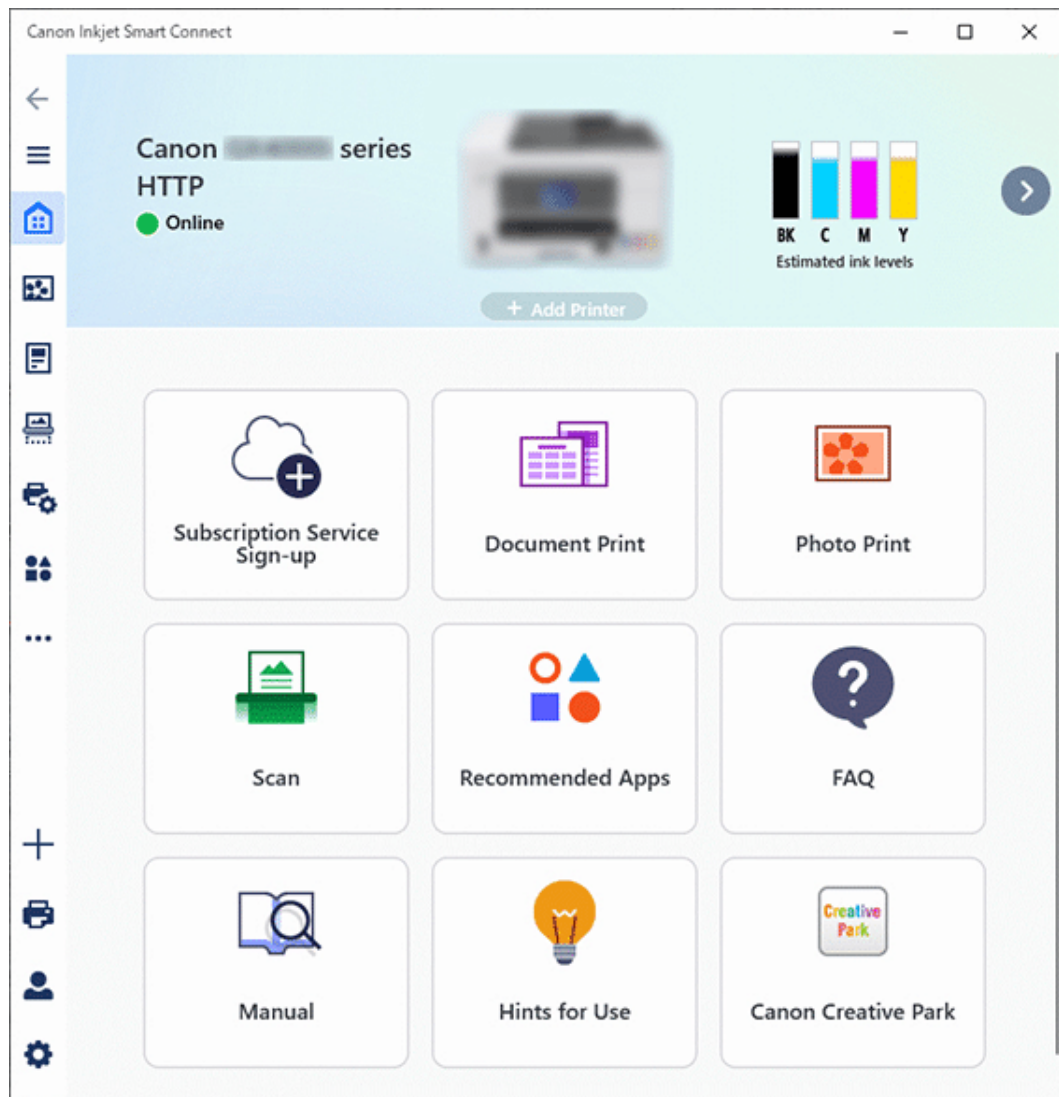 Canon Inkjet Smart Connect
Canon series
HTTP
Online
BK C M Y
Estimated ink levels
+ Add Printer
Subscription Service
Sign-up
Document Print
Photo Print
Scan
Recommended Apps
FAQ
Manual
Hints for Use
Creative
Park
Canon Creative Park